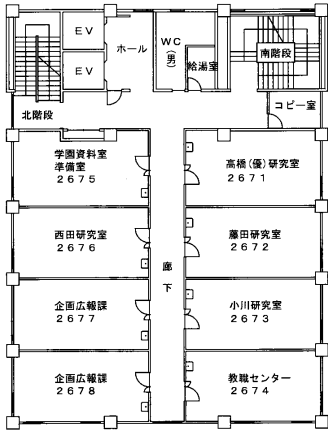 EV
EV
ホール
WC
(男)
給湯室
南階段
北階段
コピー室
学園資料室
準備室
2675
高橋(優)研究室
2671
西田研究室
2676
藤田研究室
2672
廊下
企画広報課
2677
小川研究室
2673
企画広報課
2678
教職センター
2674